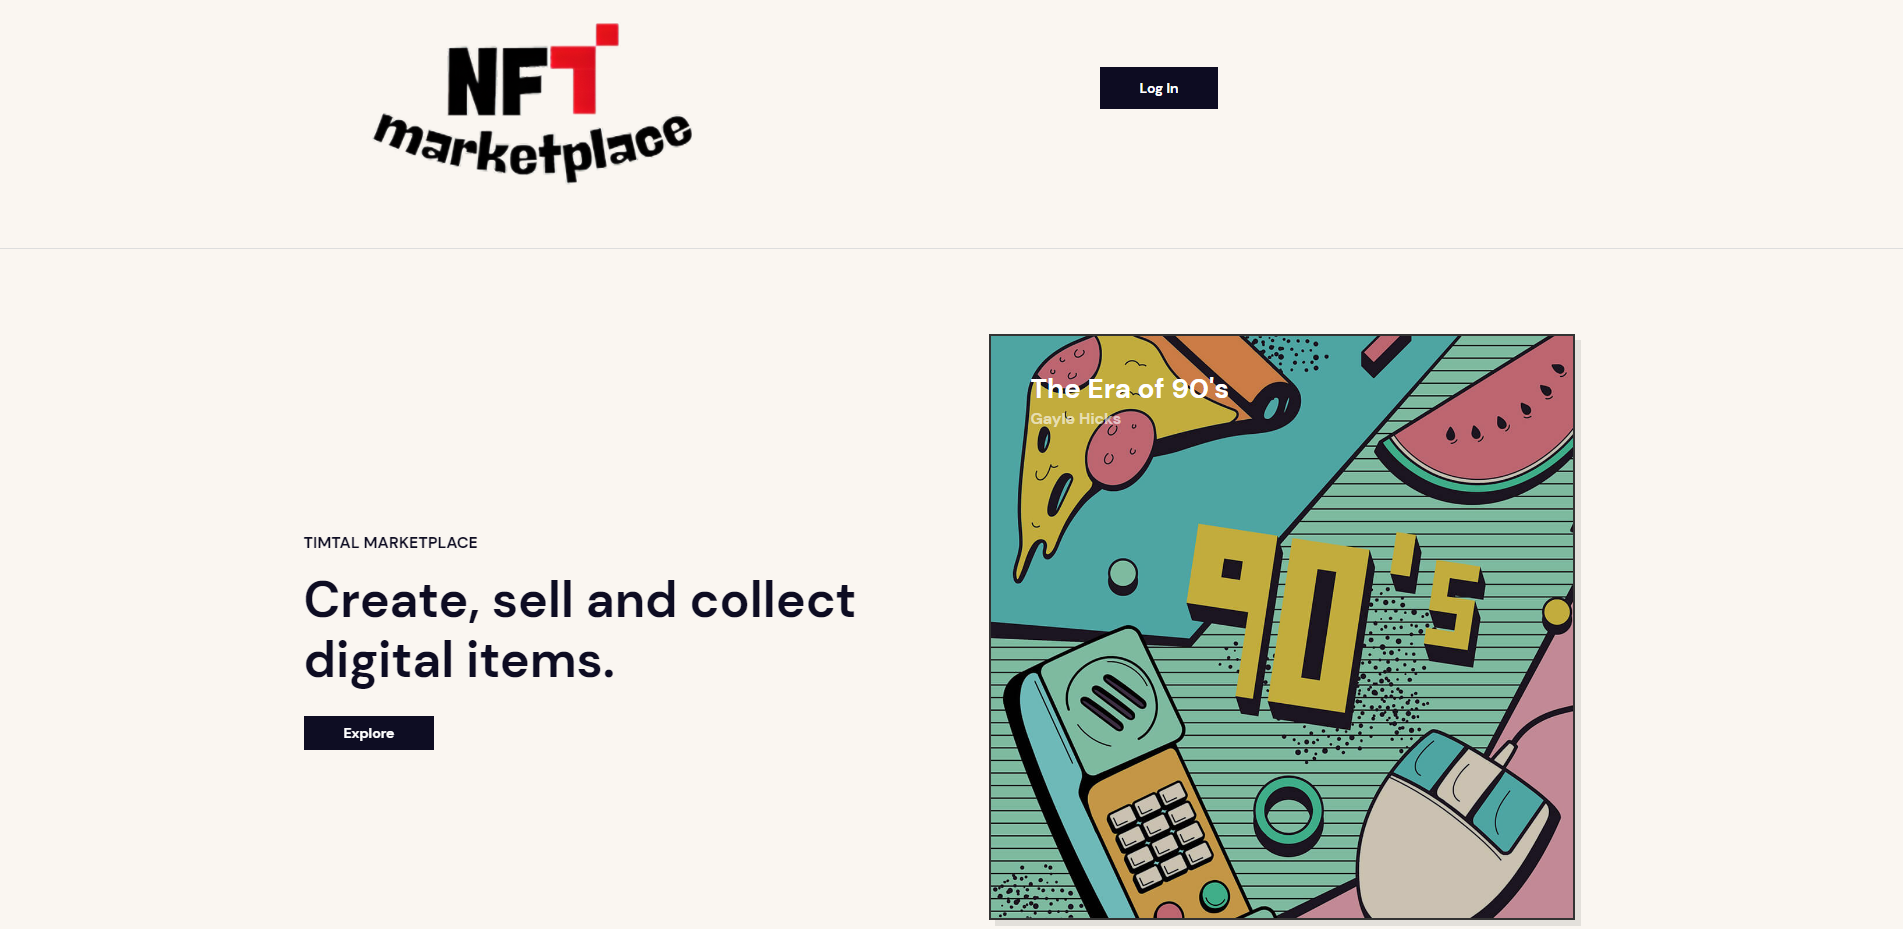 NFT
marketplace
Log In
TIMTAL MARKETPLACE
Create, sell and collect
digital items.
Explore
The Era of 90's
Gayle Hicks
90's